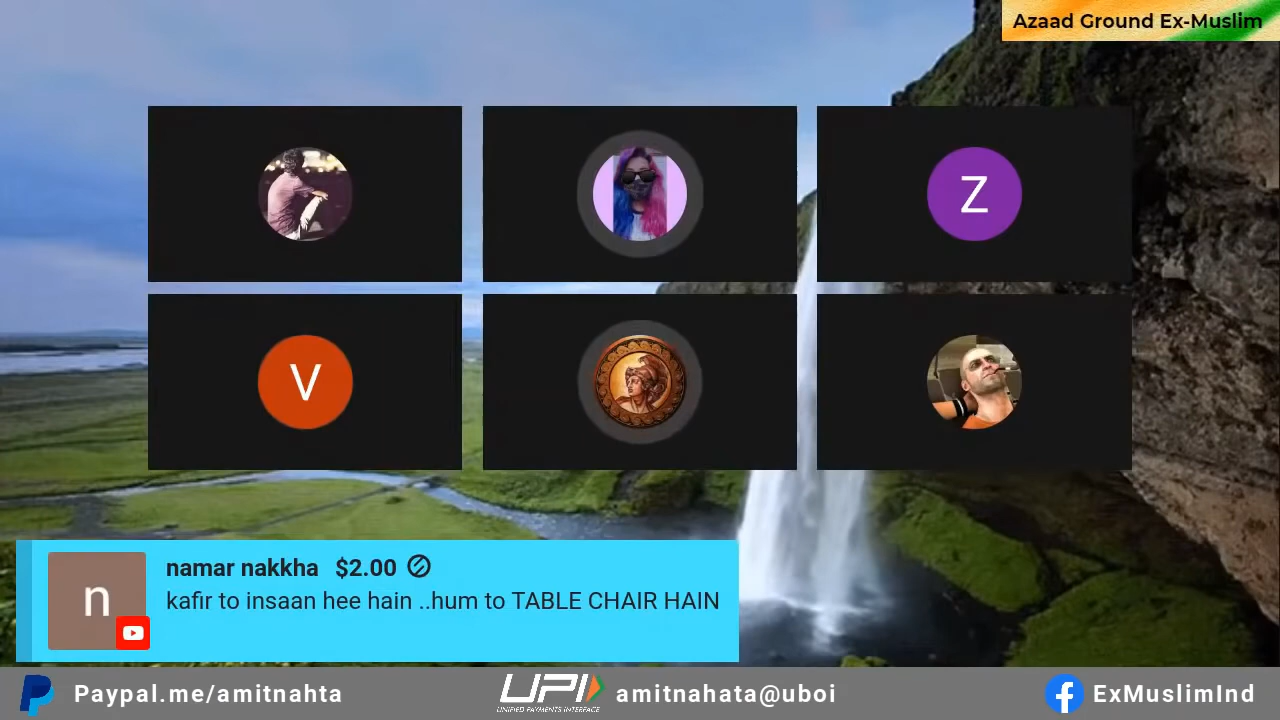 Azaad Ground Ex-Muslim
Z
V
n
namar nakkha $2.00
kafir to insaan hee hain ..hum to TABLE CHAIR HAIN
Paypal.me/amitnahta
UPI
UNIFIED PAYMENTS INTERFACE
amitnahata@uboi
ExMuslimInd